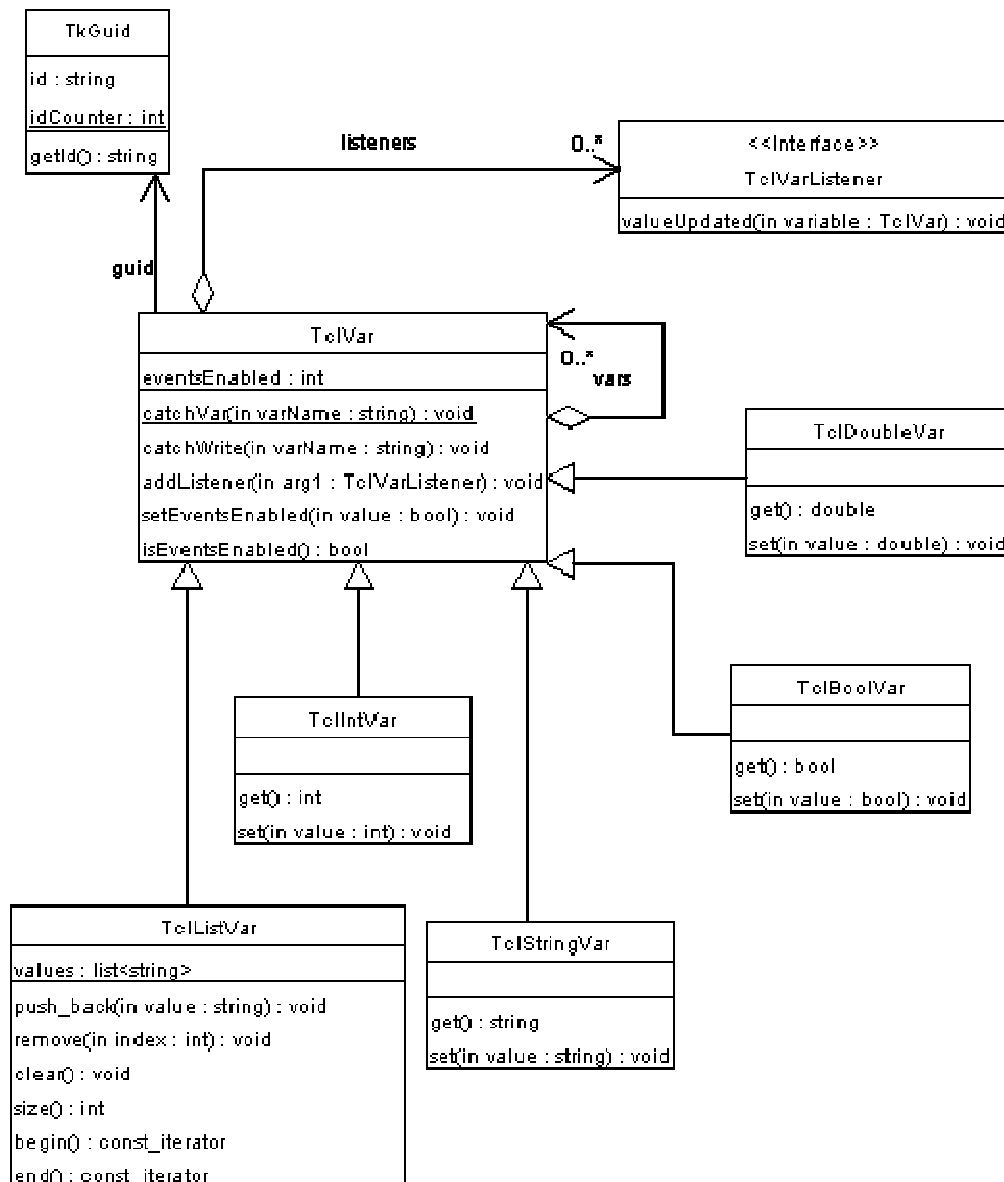 TkGuid
id : string
idCounter : int
getId() : string
listeners
0..*
<<Interface>>
TclVarListener
valueUpdated(in variable : TclVar) : void
guid
TclVar
eventsEnabled : int
catchVar(in varName : string) : void
catchWrite(in varName : string) : void
addListener(in arg1 : TclVarListener) : void
setEventsEnabled(in value : bool) : void
isEventsEnabled() : bool
0..*
vars
TclDoubleVar
get() : double
set(in value : double) : void
TclBoolVar
get() : bool
set(in value : bool) : void
TclIntVar
get() : int
set(in value : int) : void
TclListVar
values : list<string>
push_back(in value : string) : void
remove(in index : int) : void
clear() : void
size() : int
begin() : const_iterator
end() : const_iterator
TclStringVar
get() : string
set(in value : string) : void